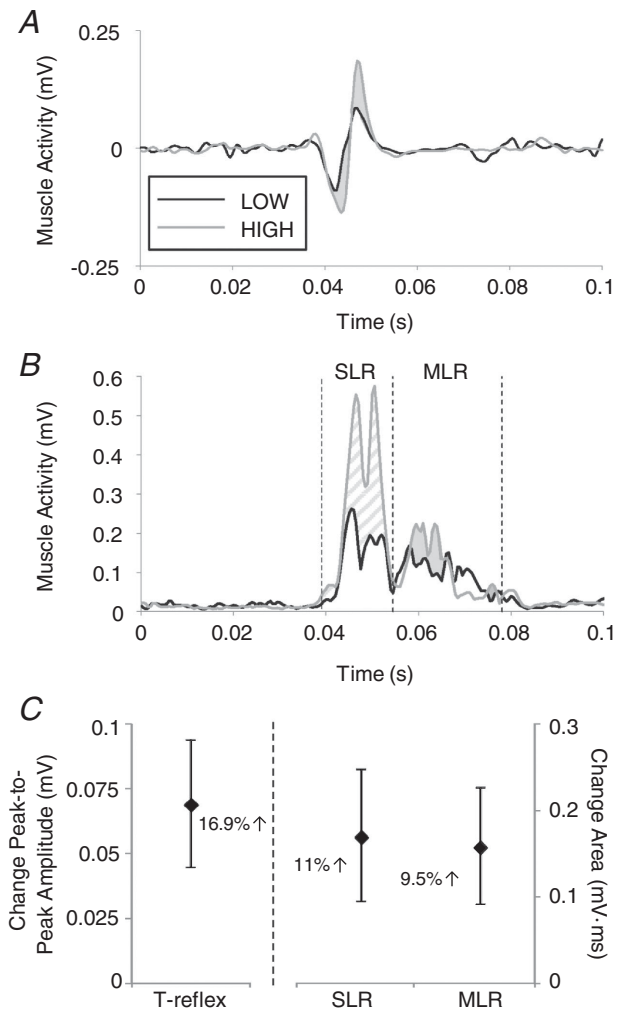 A
0.25
0
-0.25
Muscle Activity (mV)
LOW
HIGH
0 0.02 0.04 0.06 0.08 0.1
Time (s)
B
SLR MLR
0.6
0.5
0.4
0.3
0.2
0.1
0
Muscle Activity (mV)
0 0.02 0.04 0.06 0.08 0.1
Time (s)
C
0.1
0.075
0.05
0.025
0
Change Peak-to-
Peak Amplitude (mV)
16.9%↑
11%↑
9.5%↑
0.3
0.2
0.1
0
Change Area (mV·ms)
T-reflex SLR MLR